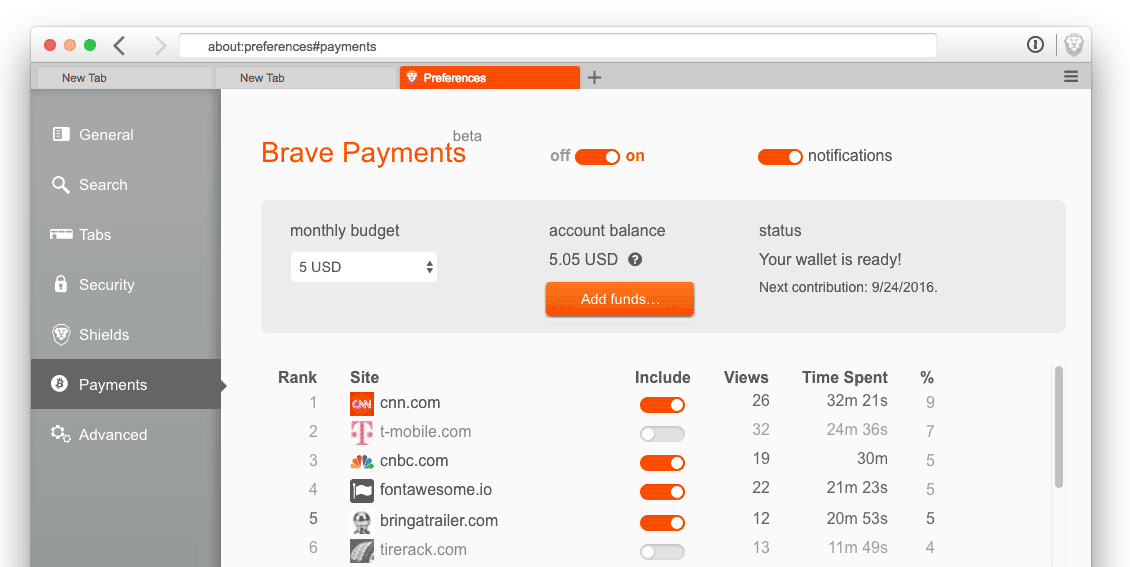 about:preferences#payments
New Tab New Tab Preferences
General
Search
Tabs
Security
Shields
Payments
Advanced
Brave Payments beta off on notifications
monthly budget account balance status
5 USD 5.05 USD ? Your wallet is ready!
Add funds... Next contribution: 9/24/2016.
Rank Site Include Views Time Spent %
1 CNN cnn.com 26 32m 21s 9
2 T t-mobile.com 32 24m 36s 7
3 cnbc.com 19 30m 5
4 fontawesome.io 22 21m 23s 5
5 bringatrailer.com 12 20m 53s 5
6 tirerack.com 13 11m 49s 4